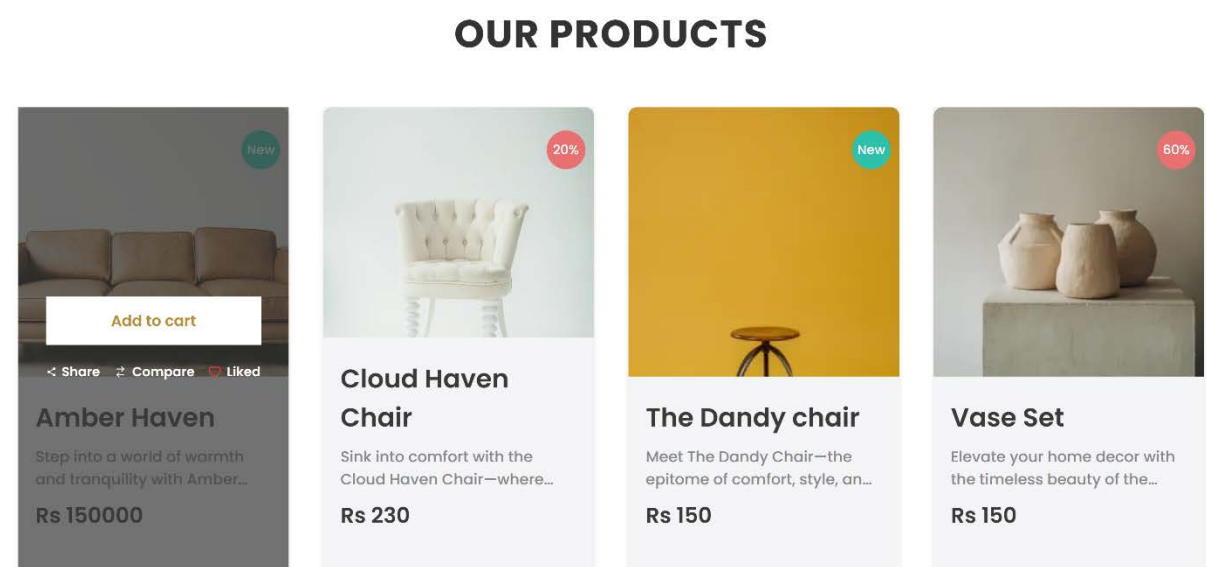 OUR PRODUCTS
New
Add to cart
Share Compare Liked
Amber Haven
Step into a world of warmth
and tranquility with Amber...
Rs 150000
20%
Cloud Haven
Chair
Sink into comfort with the
Cloud Haven Chair—where...
Rs 230
New
The Dandy chair
Meet The Dandy Chair—the
epitome of comfort, style, an...
Rs 150
60%
Vase Set
Elevate your home decor with
the timeless beauty of the...
Rs 150